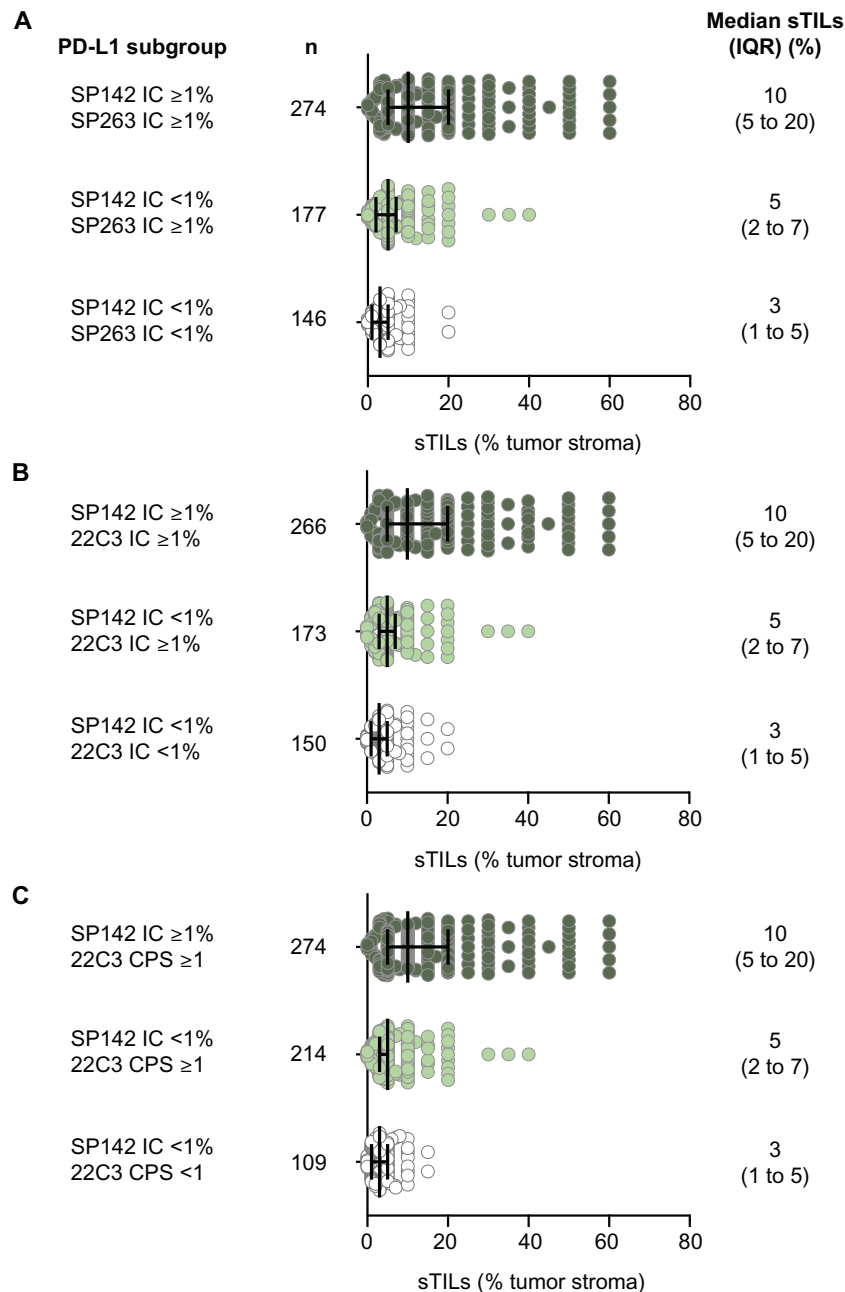 A
PD-L1 subgroup n Median sTILs
(IQR) (%)
SP142 IC ≥1%
SP263 IC ≥1%
274
10
(5 to 20)
SP142 IC <1%
SP263 IC ≥1%
177
5
(2 to 7)
SP142 IC <1%
SP263 IC <1%
146
3
(1 to 5)
0 20 40 60 80
sTILs (% tumor stroma)
B
SP142 IC ≥1%
22C3 IC ≥1%
266
10
(5 to 20)
SP142 IC <1%
22C3 IC ≥1%
173
5
(2 to 7)
SP142 IC <1%
22C3 IC <1%
150
3
(1 to 5)
0 20 40 60 80
sTILs (% tumor stroma)
C
SP142 IC ≥1%
22C3 CPS ≥1
274
10
(5 to 20)
SP142 IC <1%
22C3 CPS ≥1
214
5
(2 to 7)
SP142 IC <1%
22C3 CPS <1
109
3
(1 to 5)
0 20 40 60 80
sTILs (% tumor stroma)